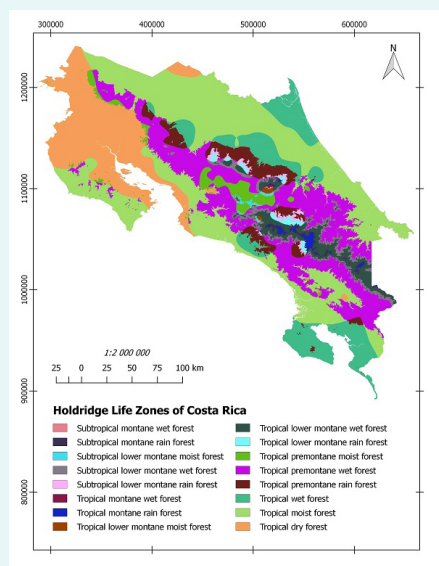 300000 400000 500000 600000
N
1200000
1100000
1000000
900000
800000
1:2 000 000
25 0 25 50 75 100 km
Holdridge Life Zones of Costa Rica
Subtropical montane wet forest
Subtropical montane rain forest
Subtropical lower montane moist forest
Subtropical lower montane wet forest
Subtropical lower montane rain forest
Tropical montane wet forest
Tropical montane rain forest
Tropical lower montane moist forest
Tropical lower montane wet forest
Tropical lower montane rain forest
Tropical premontane moist forest
Tropical premontane wet forest
Tropical premontane rain forest
Tropical wet forest
Tropical moist forest
Tropical dry forest